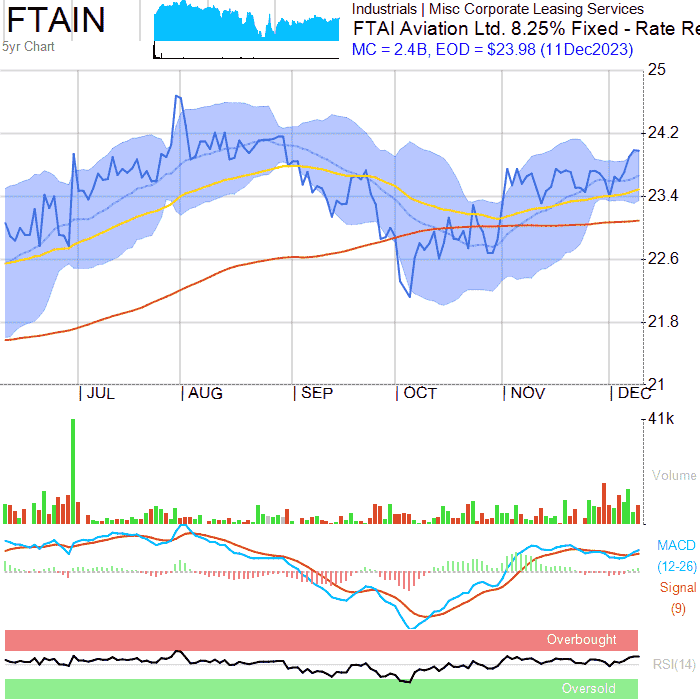 FTAIN
5yr Chart
Industrials | Misc Corporate Leasing Services
FTAI Aviation Ltd. 8.25% Fixed - Rate Re
MC = 2.4B, EOD = $23.98 (11Dec2023)
25
24.2
23.4
22.6
21.8
21
| JUL | AUG | SEP | OCT | NOV | DEC
41k
Volume
MACD
(12-26)
Signal
(9)
Overbought
RSI(14)
Oversold